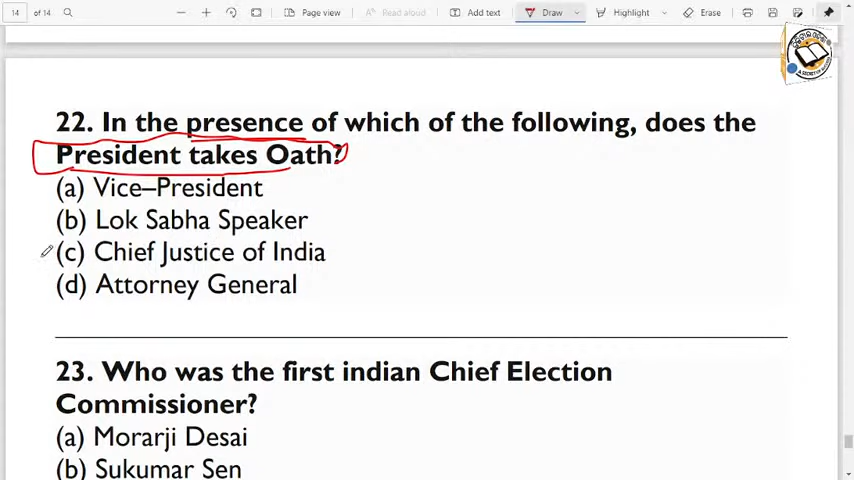 14 of 14
Page view
Read aloud
Add text
Draw
Highlight
Erase
22. In the presence of which of the following, does the
President takes Oath?
(a) Vice–President
(b) Lok Sabha Speaker
(c) Chief Justice of India
(d) Attorney General
23. Who was the first indian Chief Election
Commissioner?
(a) Morarji Desai
(b) Sukumar Sen